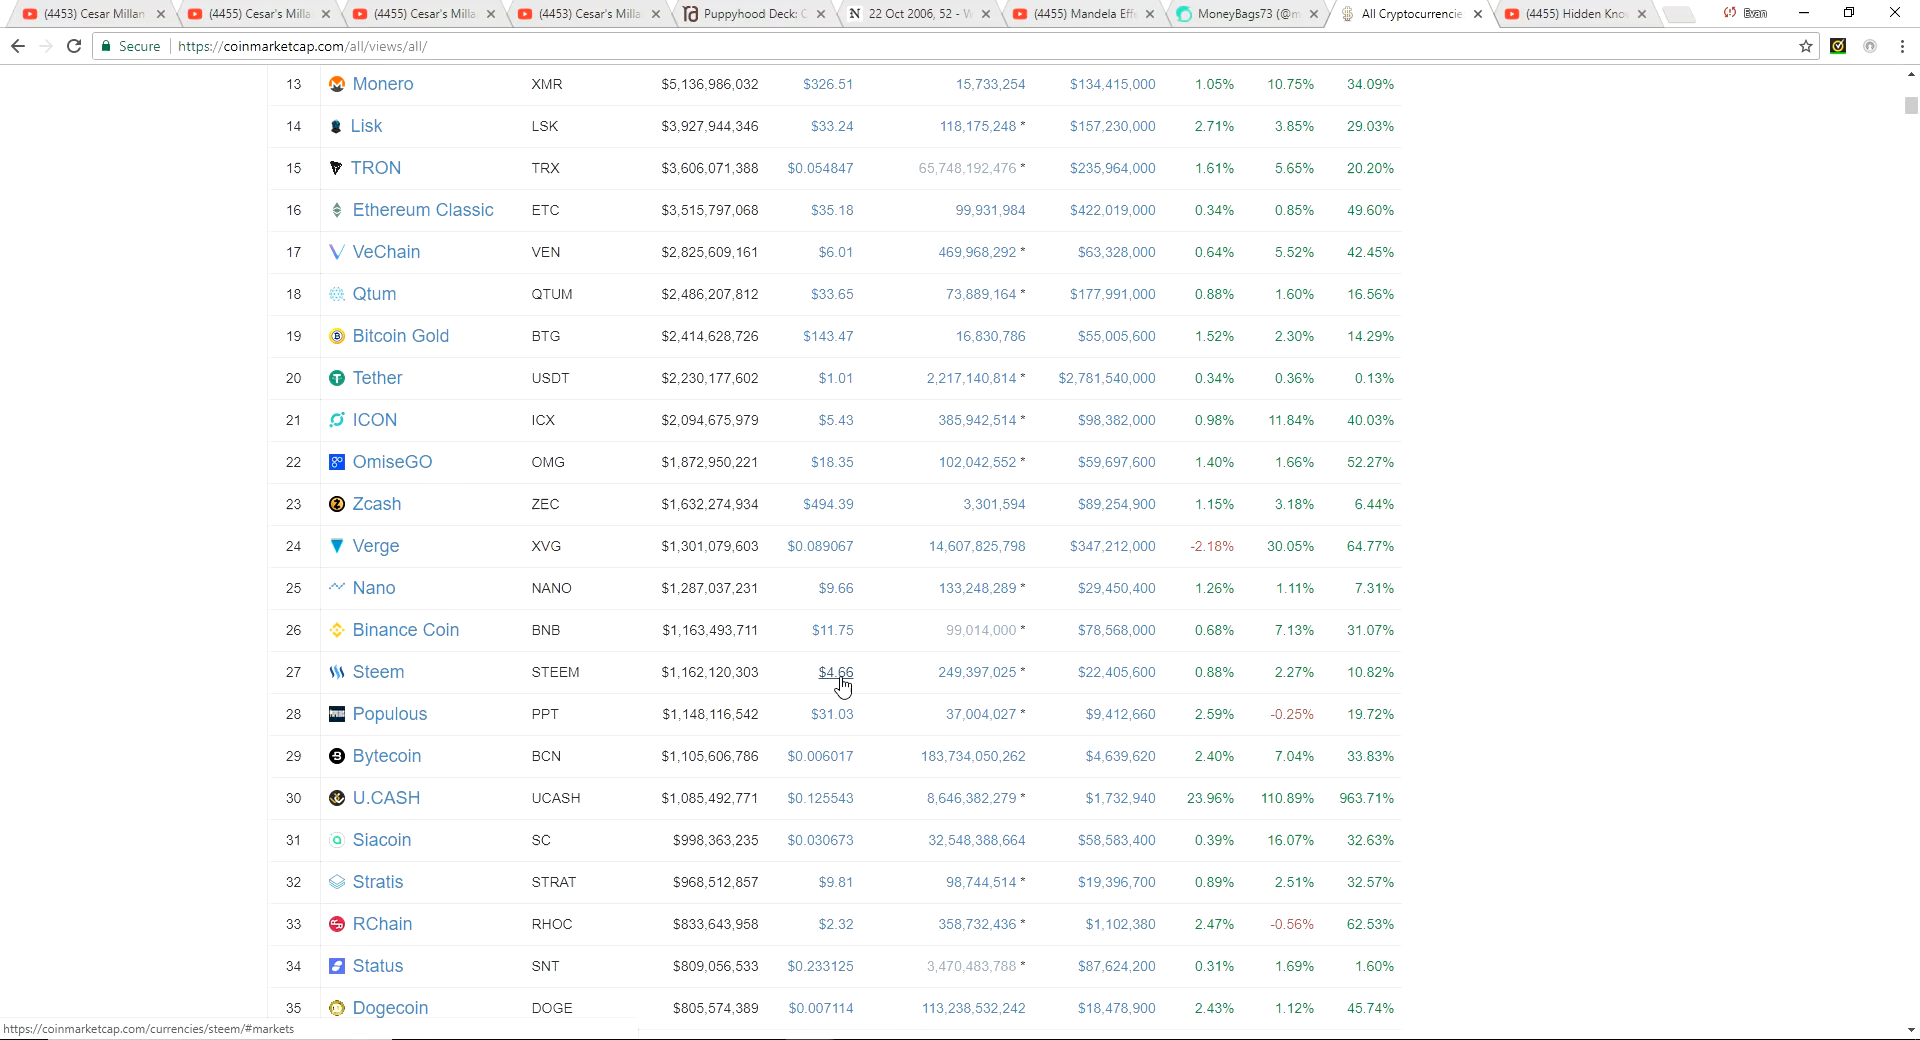 (4453) Cesar Millan (4455) Cesar's Milla (4455) Cesar's Milla (4453) Cesar's Milla Puppyhood Deck: 22 Oct 2006, 52 - (4455) Mandela Eff MoneyBags73 (@m All Cryptocurrencie (4455) Hidden Kno Evan
Secure https://coinmarketcap.com/all/views/all/
13 Monero XMR $5,136,986,032 $326.51 15,733,254 $134,415,000 1.05% 10.75% 34.09%
14 Lisk LSK $3,927,944,346 $33.24 118,175,248 * $157,230,000 2.71% 3.85% 29.03%
15 TRON TRX $3,606,071,388 $0.054847 65,748,192,476 * $235,964,000 1.61% 5.65% 20.20%
16 Ethereum Classic ETC $3,515,797,068 $35.18 99,931,984 $422,019,000 0.34% 0.85% 49.60%
17 VeChain VEN $2,825,609,161 $6.01 469,968,292 * $63,328,000 0.64% 5.52% 42.45%
18 Qtum QTUM $2,486,207,812 $33.65 73,889,164 * $177,991,000 0.88% 1.60% 16.56%
19 Bitcoin Gold BTG $2,414,628,726 $143.47 16,830,786 $55,005,600 1.52% 2.30% 14.29%
20 Tether USDT $2,230,177,602 $1.01 2,217,140,814 * $2,781,540,000 0.34% 0.36% 0.13%
21 ICON ICX $2,094,675,979 $5.43 385,942,514 * $98,382,000 0.98% 11.84% 40.03%
22 OmiseGO OMG $1,872,950,221 $18.35 102,042,552 * $59,697,600 1.40% 1.66% 52.27%
23 Zcash ZEC $1,632,274,934 $494.39 3,301,594 $89,254,900 1.15% 3.18% 6.44%
24 Verge XVG $1,301,079,603 $0.089067 14,607,825,798 $347,212,000 -2.18% 30.05% 64.77%
25 Nano NANO $1,287,037,231 $9.66 133,248,289 * $29,450,400 1.26% 1.11% 7.31%
26 Binance Coin BNB $1,163,493,711 $11.75 99,014,000 * $78,568,000 0.68% 7.13% 31.07%
27 Steem STEEM $1,162,120,303 $4.66 249,397,025 * $22,405,600 0.88% 2.27% 10.82%
28 Populous PPT $1,148,116,542 $31.03 37,004,027 * $9,412,660 2.59% -0.25% 19.72%
29 Bytecoin BCN $1,105,606,786 $0.006017 183,734,050,262 $4,639,620 2.40% 7.04% 33.83%
30 U.CASH UCASH $1,085,492,771 $0.125543 8,646,382,279 * $1,732,940 23.96% 110.89% 963.71%
31 Siacoin SC $998,363,235 $0.030673 32,548,388,664 $58,583,400 0.39% 16.07% 32.63%
32 Stratis STRAT $968,512,857 $9.81 98,744,514 * $19,396,700 0.89% 2.51% 32.57%
33 RChain RHOC $833,643,958 $2.32 358,732,436 * $1,102,380 2.47% -0.56% 62.53%
34 Status SNT $809,056,533 $0.233125 3,470,483,788 * $87,624,200 0.31% 1.69% 1.60%
35 Dogecoin DOGE $805,574,389 $0.007114 113,238,532,242 $18,478,900 2.43% 1.12% 45.74%
https://coinmarketcap.com/currencies/steem/#markets